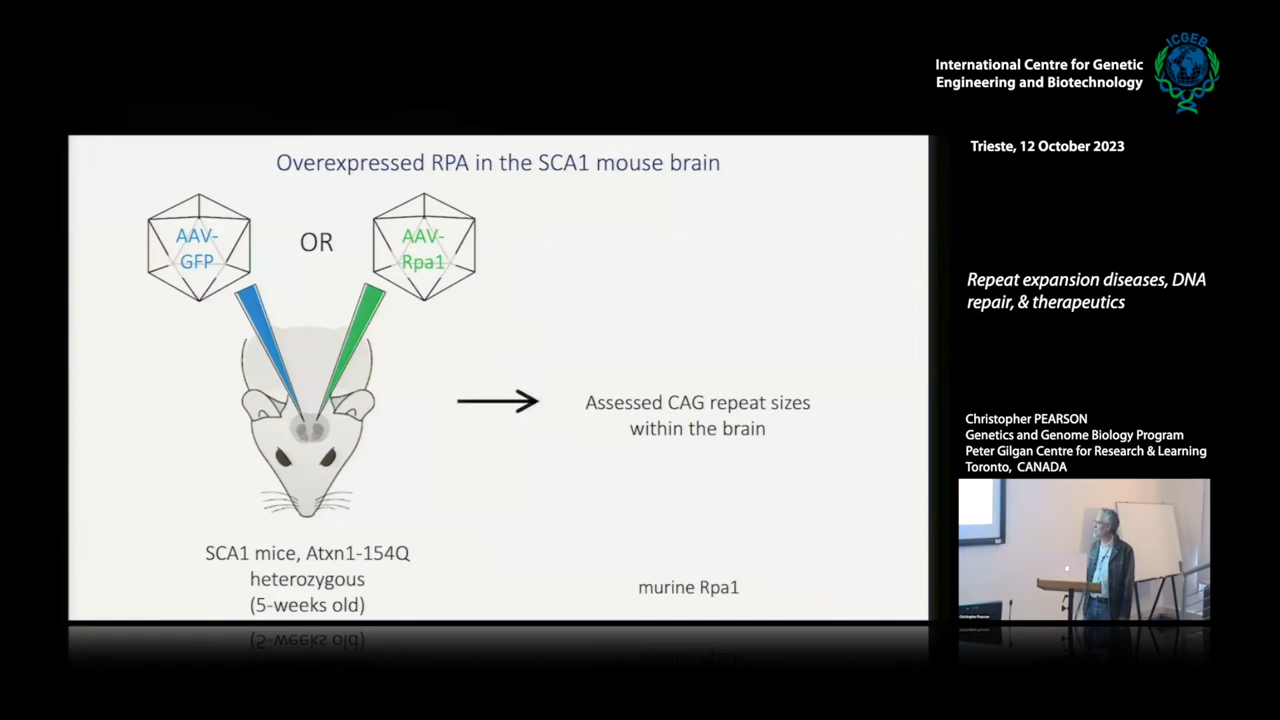 ICGEB
International Centre for Genetic
Engineering and Biotechnology
Trieste, 12 October 2023
Overexpressed RPA in the SCA1 mouse brain
AAV-
GFP
OR
AAV-
Rpa1
Assessed CAG repeat sizes
within the brain
SCA1 mice, Atxn1-154Q
heterozygous
(5-weeks old)
murine Rpa1
Repeat expansion diseases, DNA
repair, & therapeutics
Christopher PEARSON
Genetics and Genome Biology Program
Peter Gilgan Centre for Research & Learning
Toronto, CANADA
Christopher Pearson